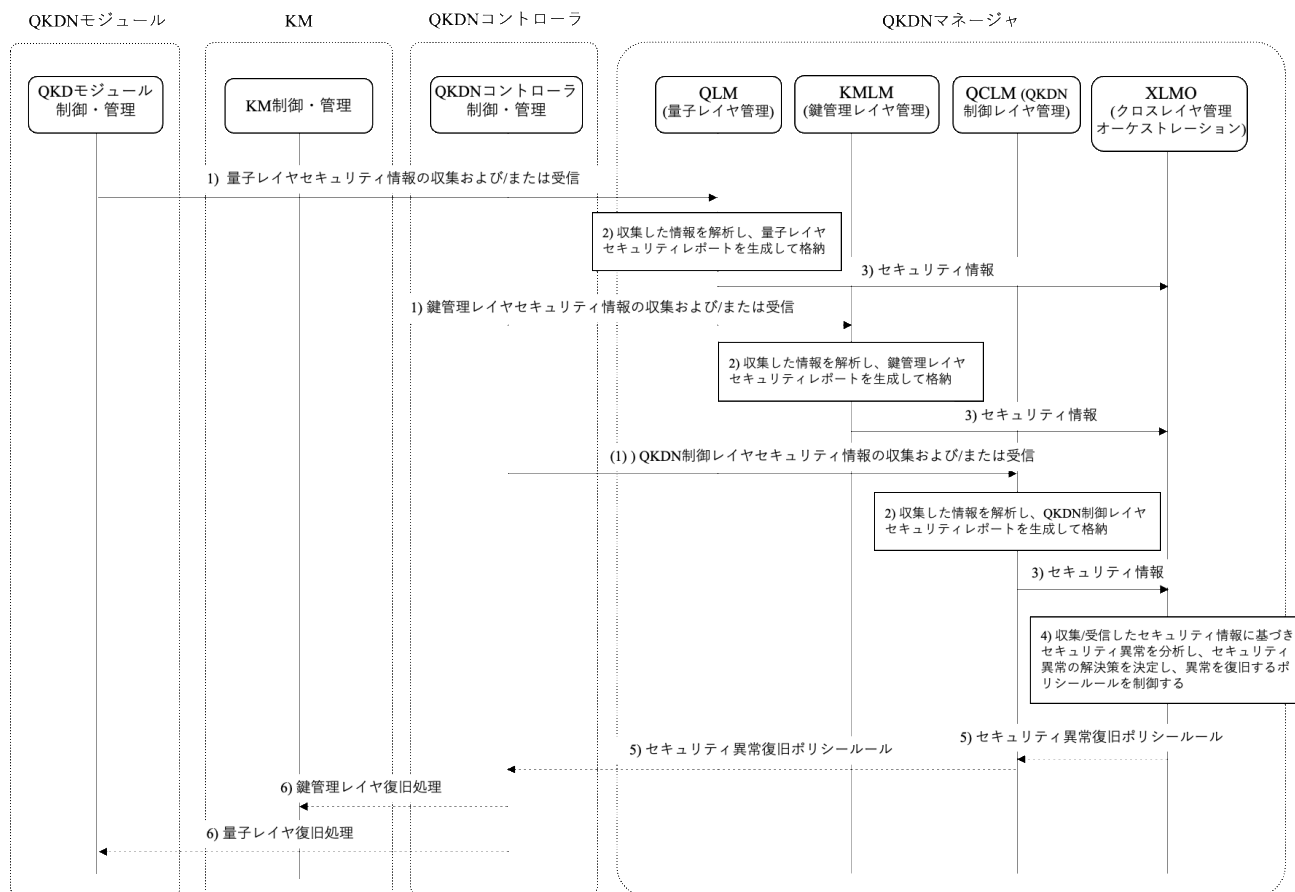 QKDNモジュール
KM
QKDNコントローラ
QKDNマネージャ
QKDモジュール
制御・管理
KM制御・管理
QKDNコントローラ
制御・管理
QLM
(量子レイヤ管理)
KMLM
(鍵管理レイヤ管理)
QCLM (QKDN
制御レイヤ管理)
XLMO
(クロスレイヤ管理
オーケストレーション)
1) 量子レイヤセキュリティ情報の収集および/または受信
2) 収集した情報を解析し、量子レイヤ
セキュリティレポートを生成して格納
3) セキュリティ情報
1) 鍵管理レイヤセキュリティ情報の収集および/または受信
2) 収集した情報を解析し、鍵管理レイヤ
セキュリティレポートを生成して格納
3) セキュリティ情報
(1) ) QKDN制御レイヤセキュリティ情報の収集および/または受信
2) 収集した情報を解析し、QKDN制御レイヤ
セキュリティレポートを生成して格納
3) セキュリティ情報
4) 収集/受信したセキュリティ情報に基づき
セキュリティ異常を分析し、セキュリティ
異常の解決策を決定し、異常を復旧するポ
リシールールを制御する
5) セキュリティ異常復旧ポリシールール
5) セキュリティ異常復旧ポリシールール
6) 鍵管理レイヤ復旧処理
6) 量子レイヤ復旧処理